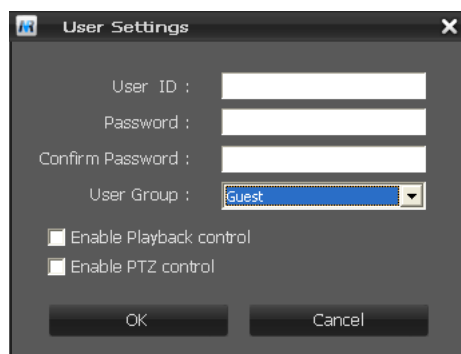 User Settings
User ID :
Password :
Confirm Password :
User Group : Guest
Enable Playback control
Enable PTZ control
OK Cancel